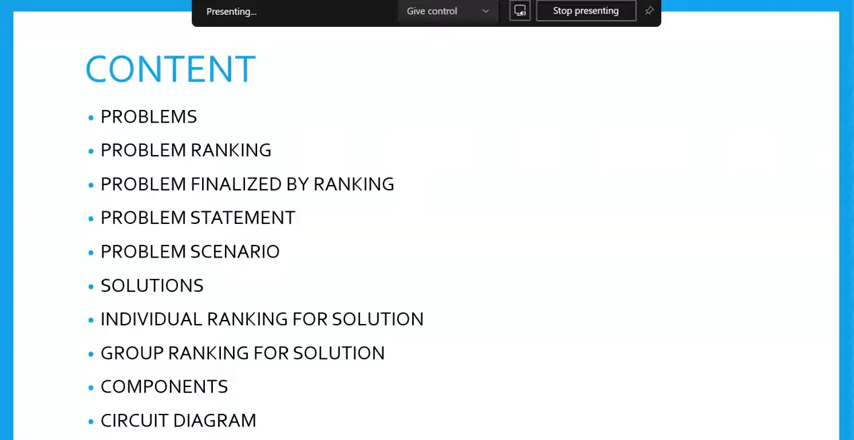 Presenting...
Give control
Stop presenting
CONTENT
• PROBLEMS
• PROBLEM RANKING
• PROBLEM FINALIZED BY RANKING
• PROBLEM STATEMENT
• PROBLEM SCENARIO
• SOLUTIONS
• INDIVIDUAL RANKING FOR SOLUTION
• GROUP RANKING FOR SOLUTION
• COMPONENTS
• CIRCUIT DIAGRAM